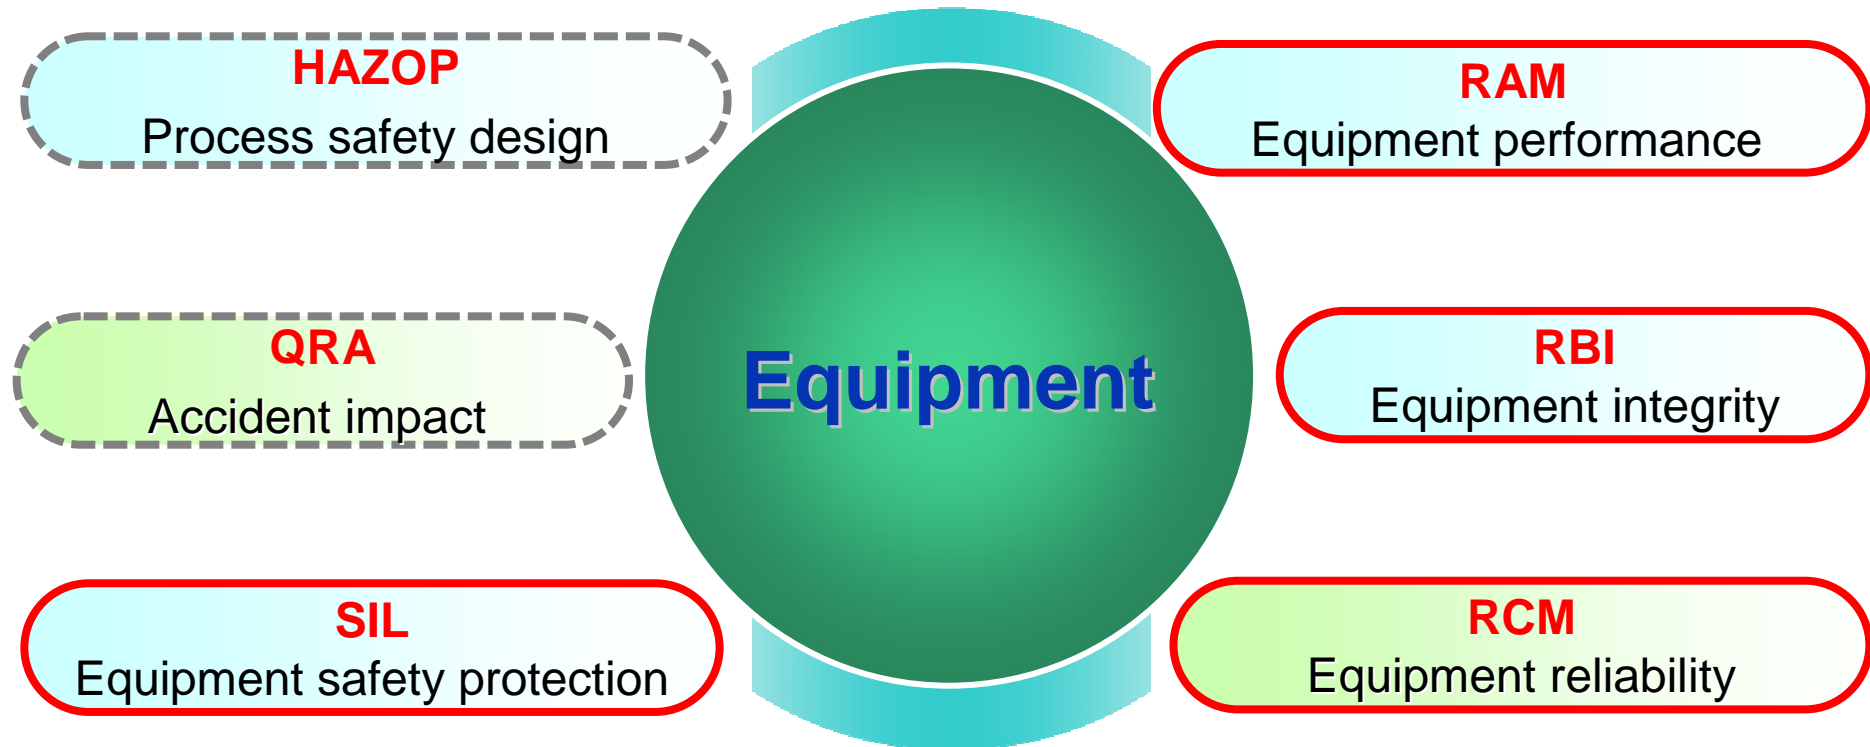 HAZOP
Process safety design
QRA
Accident impact
SIL
Equipment safety protection
Equipment
RAM
Equipment performance
RBI
Equipment integrity
RCM
Equipment reliability